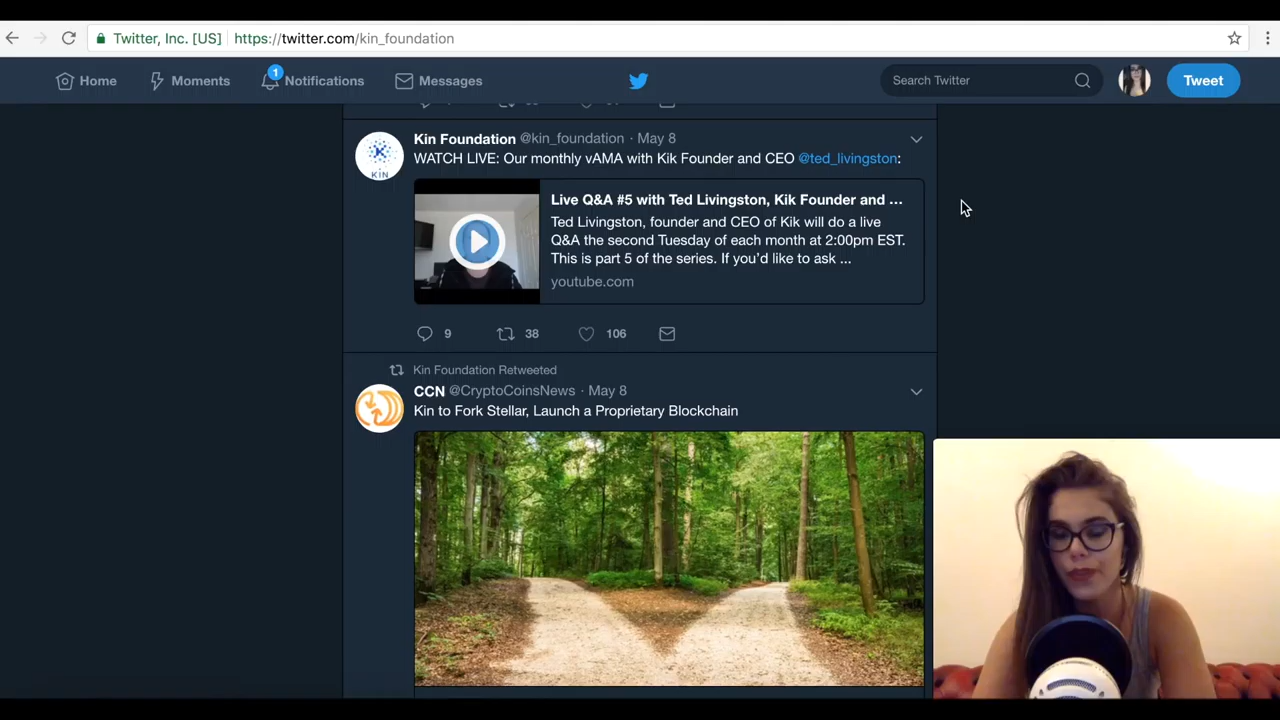 Twitter, Inc. [US] https://twitter.com/kin_foundation
Home Moments 1 Notifications Messages Search Twitter Tweet
Kin Foundation @kin_foundation · May 8
WATCH LIVE: Our monthly vAMA with Kik Founder and CEO @ted_livingston:
Live Q&A #5 with Ted Livingston, Kik Founder and ...
Ted Livingston, founder and CEO of Kik will do a live
Q&A the second Tuesday of each month at 2:00pm EST.
This is part 5 of the series. If you'd like to ask ...
youtube.com
9 38 106
Kin Foundation Retweeted
CCN @CryptoCoinsNews · May 8
Kin to Fork Stellar, Launch a Proprietary Blockchain
KIN